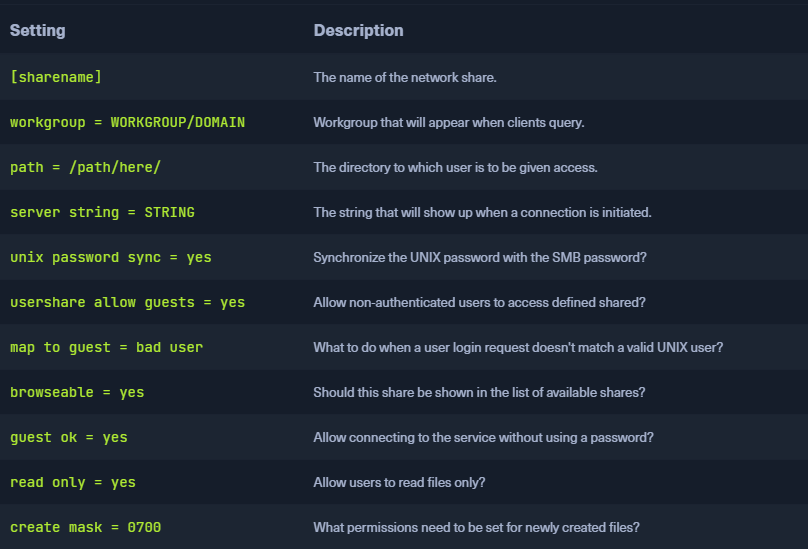 Setting Description
[sharename] The name of the network share.
workgroup = WORKGROUP/DOMAIN Workgroup that will appear when clients query.
path = /path/here/ The directory to which user is to be given access.
server string = STRING The string that will show up when a connection is initiated.
unix password sync = yes Synchronize the UNIX password with the SMB password?
usershare allow guests = yes Allow non-authenticated users to access defined shared?
map to guest = bad user What to do when a user login request doesn't match a valid UNIX user?
browseable = yes Should this share be shown in the list of available shares?
guest ok = yes Allow connecting to the service without using a password?
read only = yes Allow users to read files only?
create mask = 0700 What permissions need to be set for newly created files?